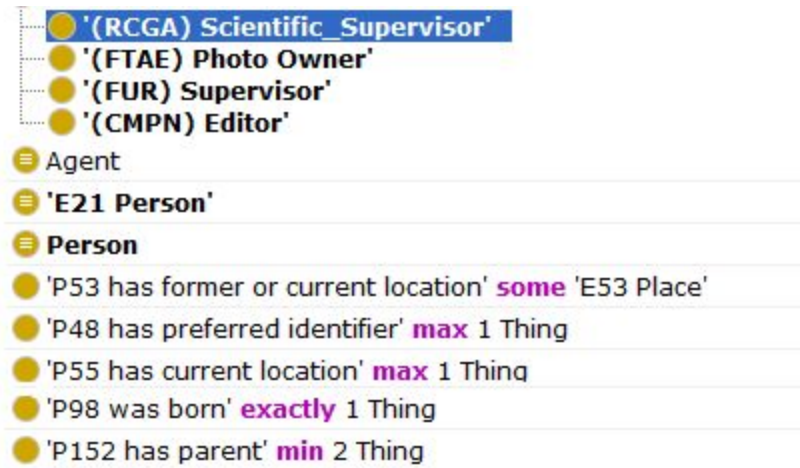 '(RCGA) Scientific_Supervisor'
'(FTAE) Photo Owner'
'(FUR) Supervisor'
'(CMPN) Editor'
Agent
'E21 Person'
Person
'P53 has former or current location' some 'E53 Place'
'P48 has preferred identifier' max 1 Thing
'P55 has current location' max 1 Thing
'P98 was born' exactly 1 Thing
'P152 has parent' min 2 Thing